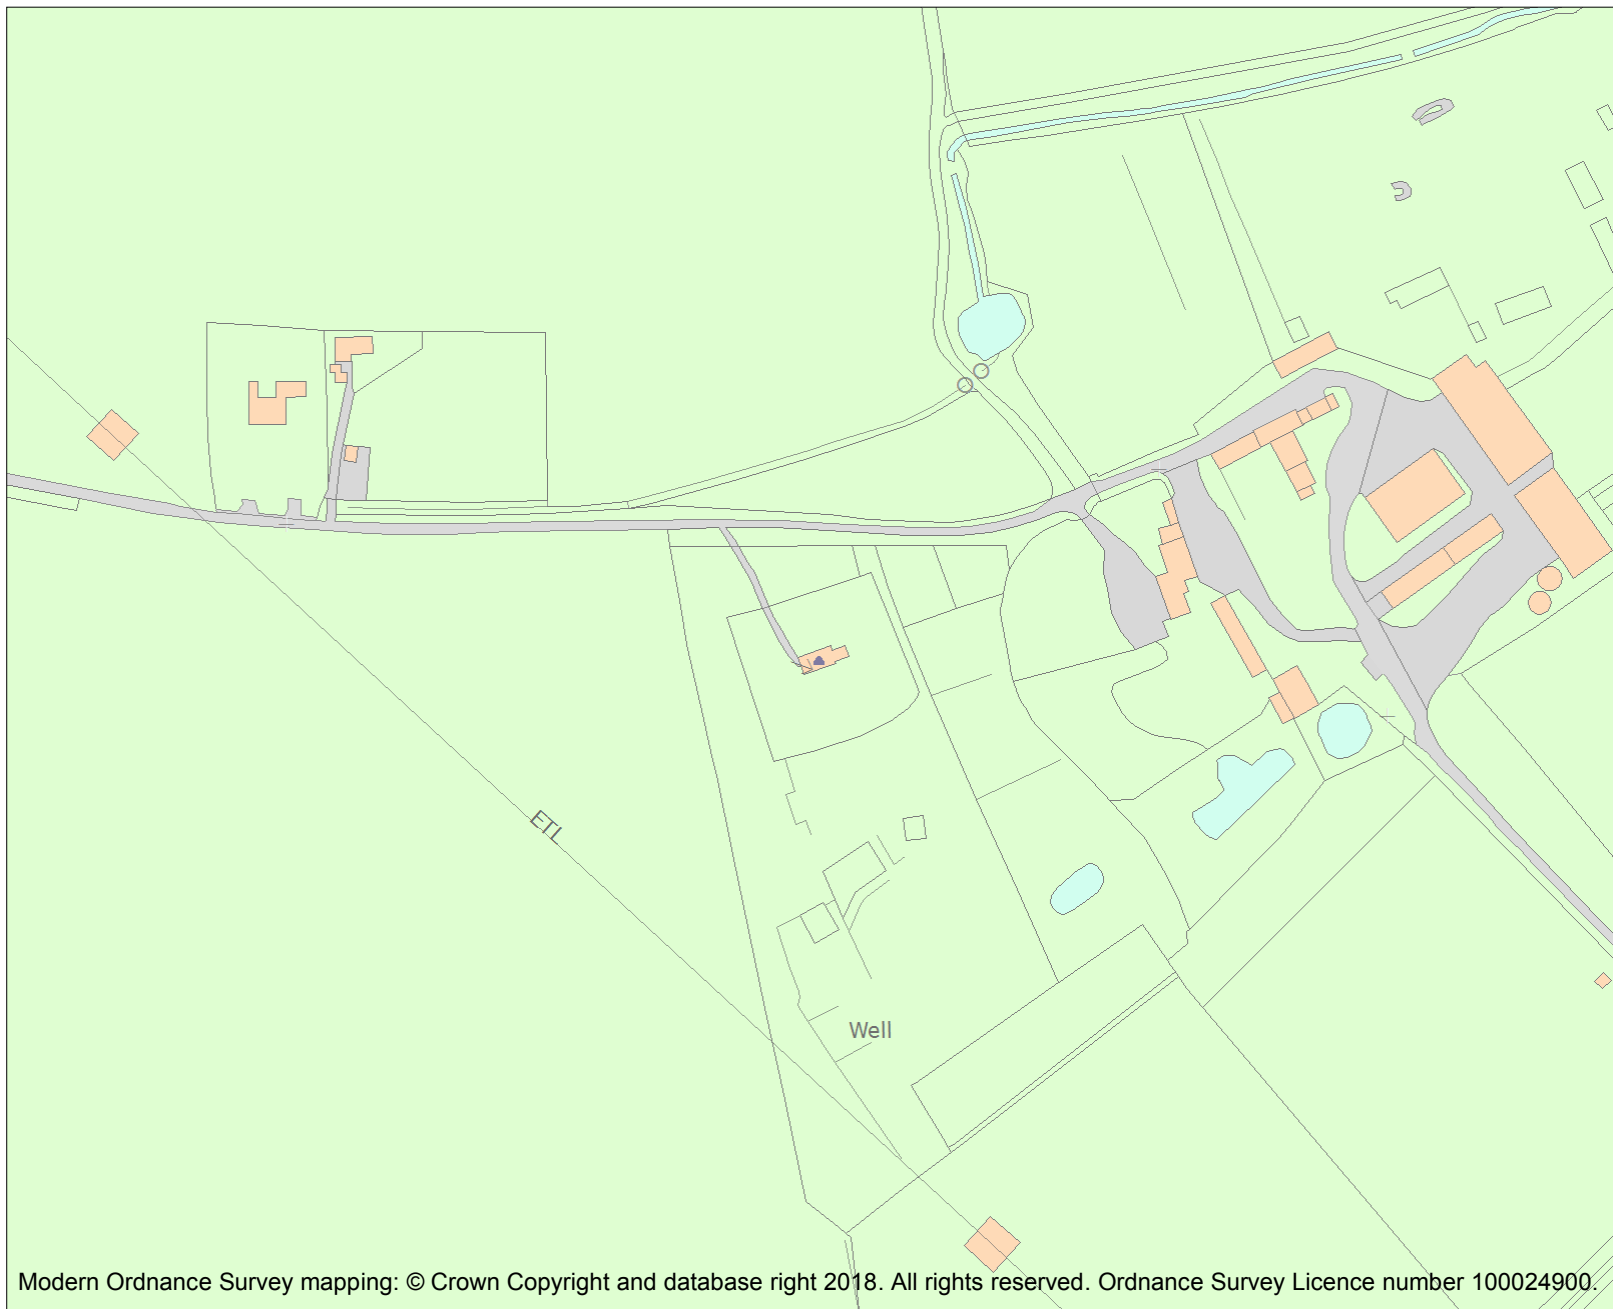 ETL
Well
Modern Ordnance Survey mapping: © Crown Copyright and database right 2018. All rights reserved. Ordnance Survey Licence number 100024900.